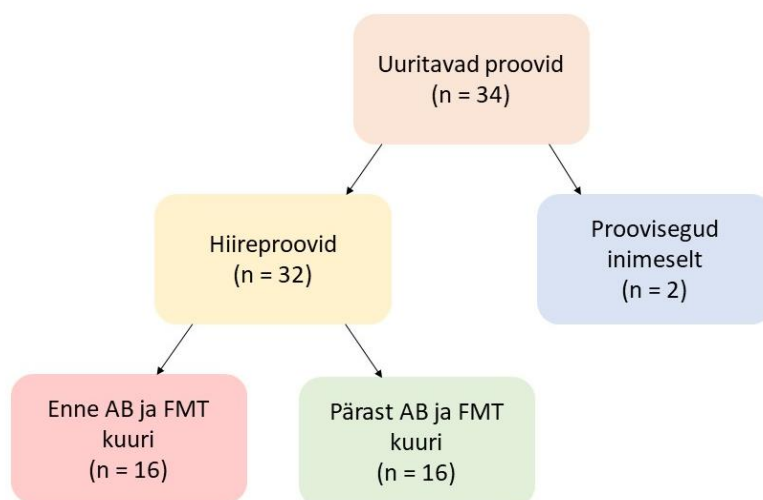 Uuritavad proovid
(n = 34)
Hiireproovid
(n = 32)
Proovisegud
inimeselt
(n = 2)
Enne AB ja FMT
kuuri
(n = 16)
Pärast AB ja FMT
kuuri
(n = 16)